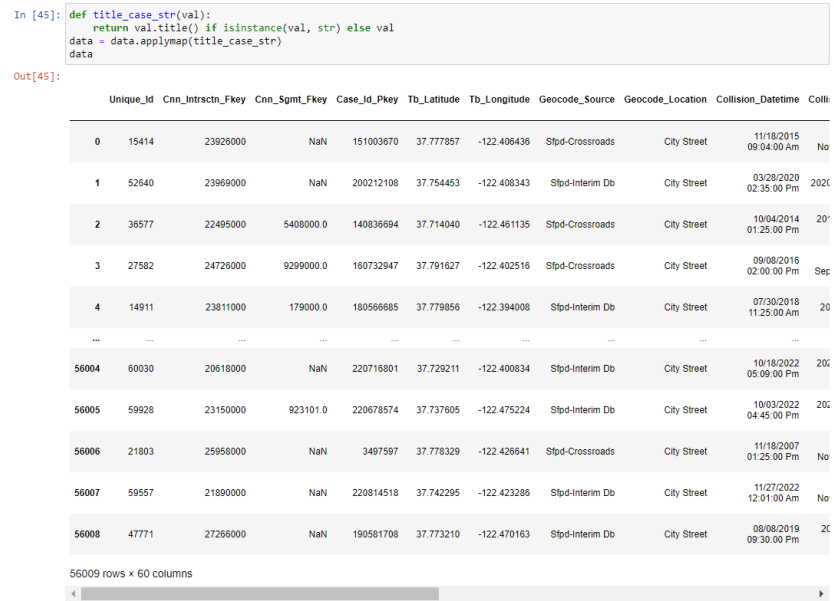 In [45]: def title_case_str(val):
    return val.title() if isinstance(val, str) else val
data = data.applymap(title_case_str)
data
Out[45]:
Unique_Id Cnn_Intrsctn_Fkey Cnn_Sgmt_Fkey Case_Id_Pkey Tb_Latitude Tb_Longitude Geocode_Source Geocode_Location Collision_Datetime Collis
0 15414 23926000 NaN 151003670 37.777857 -122.406436 Sfpd-Crossroads City Street 11/18/2015
09:04:00 Am No
1 52640 23969000 NaN 200212108 37.754453 -122.408343 Sfpd-Interim Db City Street 03/28/2020
02:35:00 Pm 2020
2 36577 22495000 5408000.0 140836694 37.714040 -122.461135 Sfpd-Crossroads City Street 10/04/2014 201
01:25:00 Pm
3 27582 24726000 9299000.0 160732947 37.791627 -122.402516 Sfpd-Crossroads City Street 09/08/2016
02:00:00 Pm Sep
4 14911 23811000 179000.0 180566685 37.779856 -122.394008 Sfpd-Interim Db City Street 07/30/2018 20
11:25:00 Am
... ... ... ... ... ... ... ... ... ...
56004 60030 20618000 NaN 220716801 37.729211 -122.400834 Sfpd-Interim Db City Street 10/18/2022 202
05:09:00 Pm
56005 59928 23150000 923101.0 220678574 37.737605 -122.475224 Sfpd-Interim Db City Street 10/03/2022 202
04:45:00 Pm
56006 21803 25958000 NaN 3497597 37.778329 -122.426641 Sfpd-Crossroads City Street 11/18/2007
01:25:00 Pm No
56007 59557 21890000 NaN 220814518 37.742295 -122.423286 Sfpd-Interim Db City Street 11/27/2022
12:01:00 Am No
56008 47771 27266000 NaN 190581708 37.773210 -122.470163 Sfpd-Interim Db City Street 08/08/2019 20
09:30:00 Pm
56009 rows × 60 columns